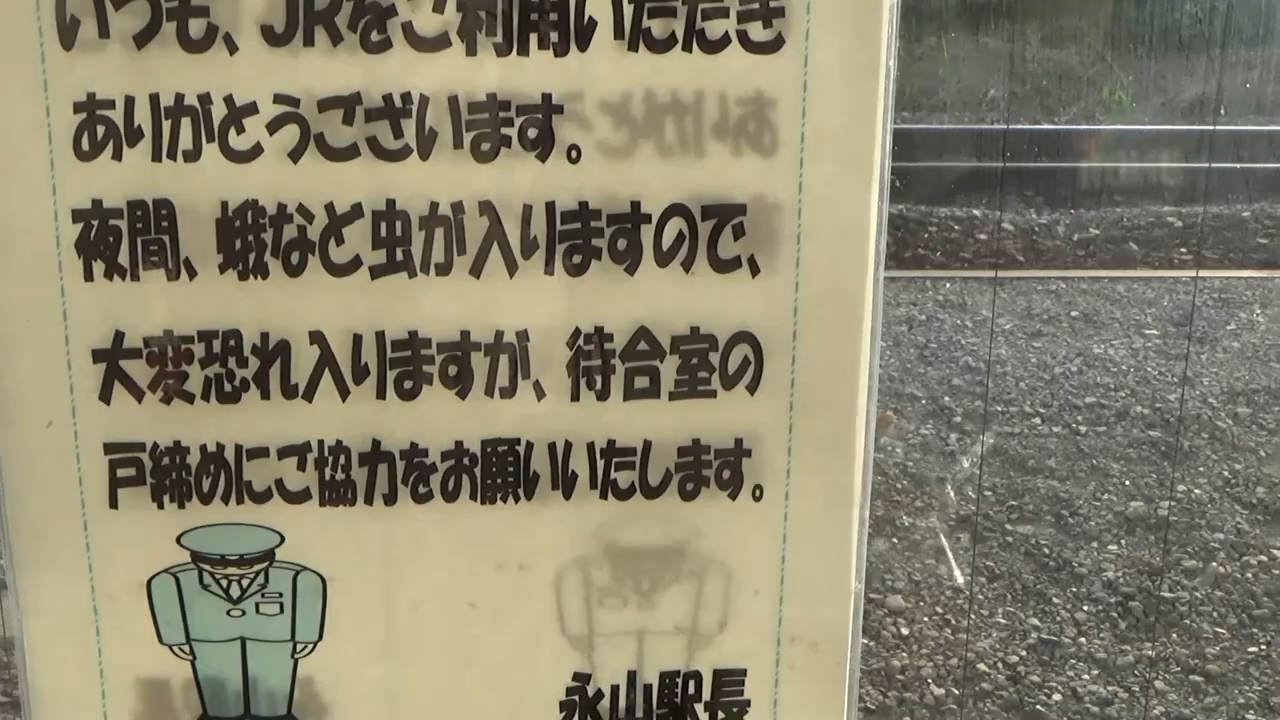 いつも、JRをご利用いただき
ありがとうございます。
夜間、蛾など虫が入りますので、
大変恐れ入りますが、待合室の
戸締めにご協力をお願いいたします。
永山駅長